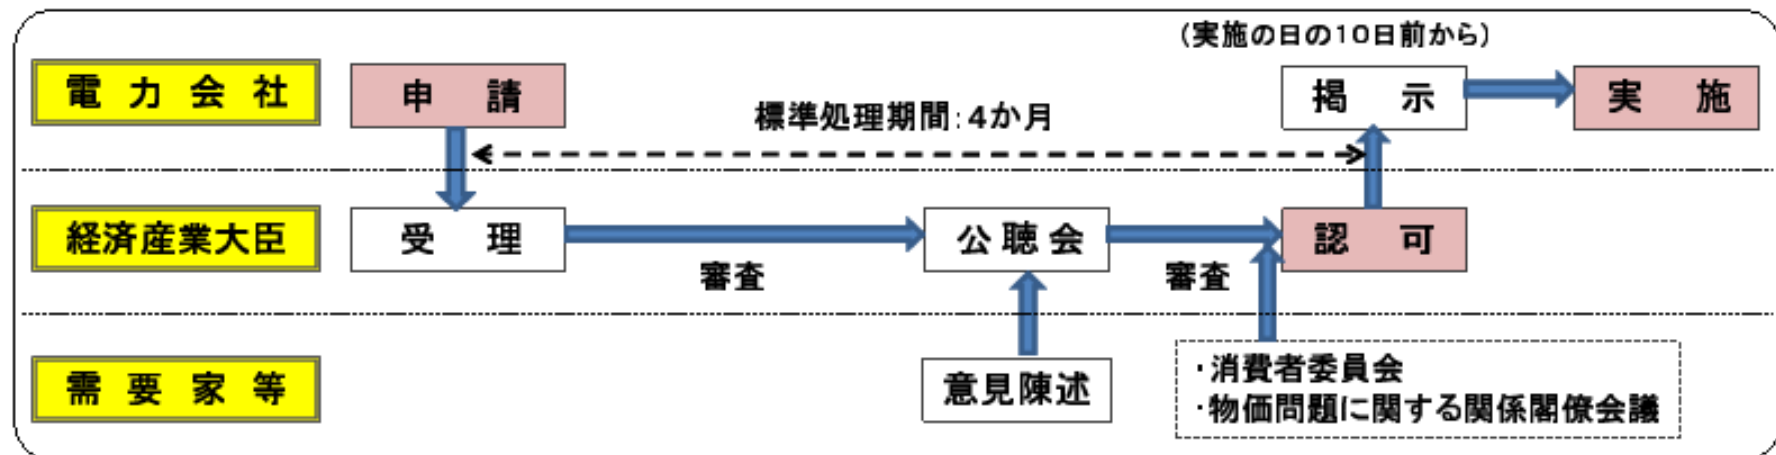 (実施の日の10日前から)
電力会社
申請
掲示
実施
標準処理期間:4か月
経済産業大臣
受理
公聴会
認可
審査
審査
需要家等
意見陳述
・消費者委員会
・物価問題に関する関係閣僚会議